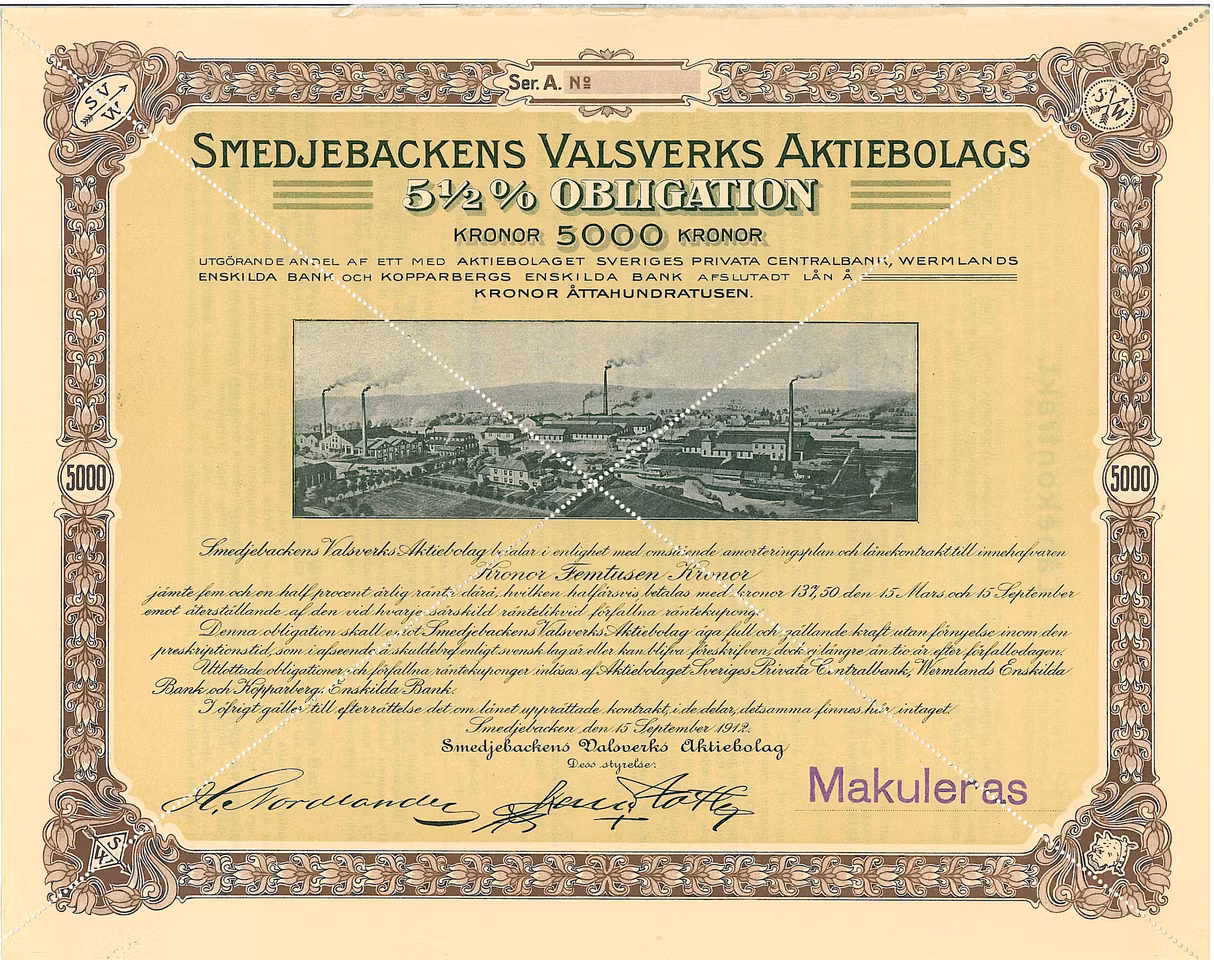 Ser. A. Nº
S V W
S W
SMEDJEBACKENS VALSVERKS AKTIEBOLAGS
5½ % OBLIGATION
KRONOR 5000 KRONOR
UTGÖRANDE ANDEL AF ETT MED AKTIEBOLAGET SVERIGES PRIVATA CENTRALBANK, WERMLANDS
ENSKILDA BANK OCH KOPPARBERGS ENSKILDA BANK AFSLUTADT LÅN Å
KRONOR ÅTTAHUNDRATUSEN.
5000
5000
Smedjebackens Valsverks Aktiebolag betalar i enlighet med omstående amorteringsplan och lånekontrakt till innehafvaren
Kronor Femtusen Kronor
jämte fem och en half procent årlig ränta därå, hvilken halfårsvis betalas med kronor 137,50 den 15 Mars och 15 September
emot återställande af den vid hvarje särskild räntelikvid förfallna räntekupong.
Denna obligation skall emot Smedjebackens Valsverks Aktiebolag äga full och gällande kraft utan förnyelse inom den
preskriptionstid, som i afseende å skuldebref enligt svensk lag är eller kan blifva föreskrifven, dock ej längre än tio år efter förfallodagen.
Utlottade obligationer och förfallna räntekuponger inlösas af Aktiebolaget Sveriges Privata Centralbank, Wermlands Enskilda
Bank och Kopparbergs Enskilda Bank.
I öfrigt gäller till efterrättelse det om lånet upprättade kontrakt, i de delar, detsamma finnes här intaget.
Smedjebacken den 15 September 1912.
Smedjebackens Valsverks Aktiebolag
Dess styrelse:
H. Nordlander
Makuleras
S